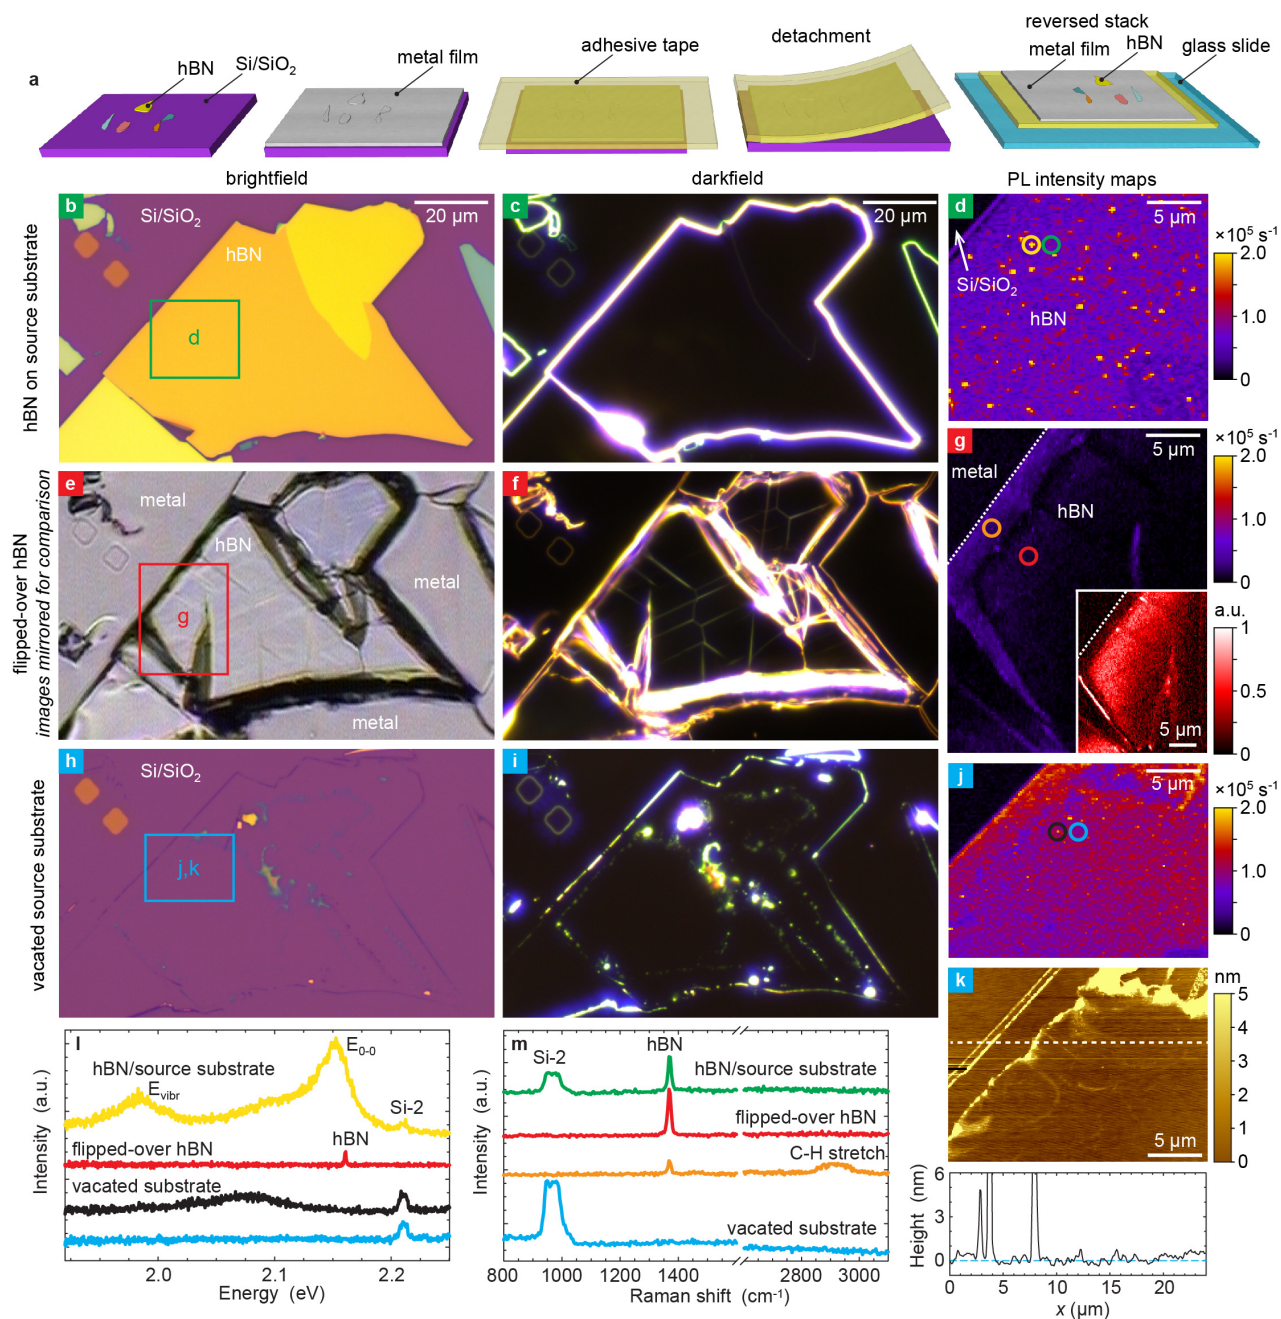 a
hBN
Si/SiO₂
metal film
adhesive tape
detachment
reversed stack
metal film
hBN
glass slide
brightfield
darkfield
PL intensity maps
hBN on source substrate
b
Si/SiO₂
hBN
20 µm
d
c
20 µm
d
5 µm
Si/SiO₂
hBN
×10⁵ s⁻¹
2.0
1.0
0
flipped-over hBN
images mirrored for comparison
e
metal
hBN
metal
g
metal
f
g
5 µm
metal
hBN
5 µm
×10⁵ s⁻¹
2.0
1.0
0
a.u.
1
0.5
0
vacated source substrate
h
Si/SiO₂
j,k
i
j
5 µm
×10⁵ s⁻¹
2.0
1.0
0
k
5 µm
nm
5
4
3
2
1
0
l
hBN/source substrate
E₀₋₀
Eᵥᵢbᵣ
Si-2
flipped-over hBN
hBN
vacated substrate
Intensity (a.u.)
2.0
2.1
2.2
Energy (eV)
m
Si-2
hBN
hBN/source substrate
flipped-over hBN
C-H stretch
vacated substrate
Intensity (a.u.)
800
1000
1400
2800
3000
Raman shift (cm⁻¹)
Height (nm)
6
3
0
0
5
10
15
20
x (µm)